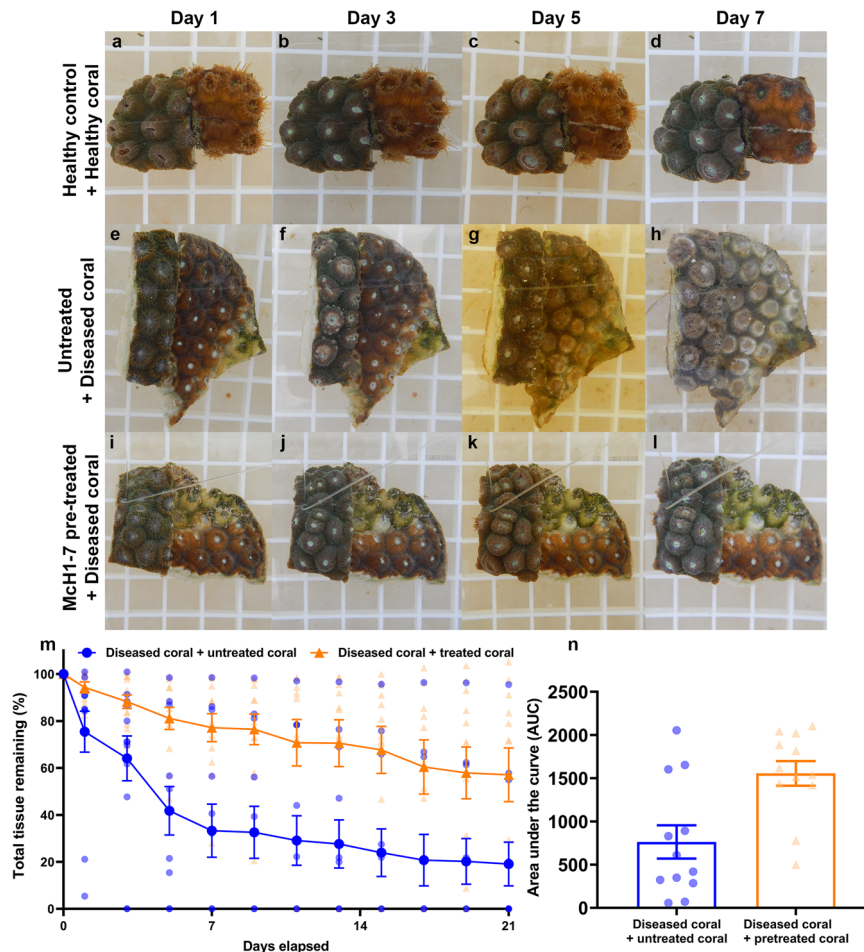 Day 1 Day 3 Day 5 Day 7
Healthy control
+ Healthy coral
a b c d
Untreated
+ Diseased coral
e f g h
McH1-7 pre-treated
+ Diseased coral
i j k l
m
Diseased coral + untreated coral Diseased coral + treated coral
Total tissue remaining (%)
100
80
60
40
20
0
0 7 14 21
Days elapsed
n
Area under the curve (AUC)
2500
2000
1500
1000
500
0
Diseased coral
+ untreated coral
Diseased coral
+ pretreated coral